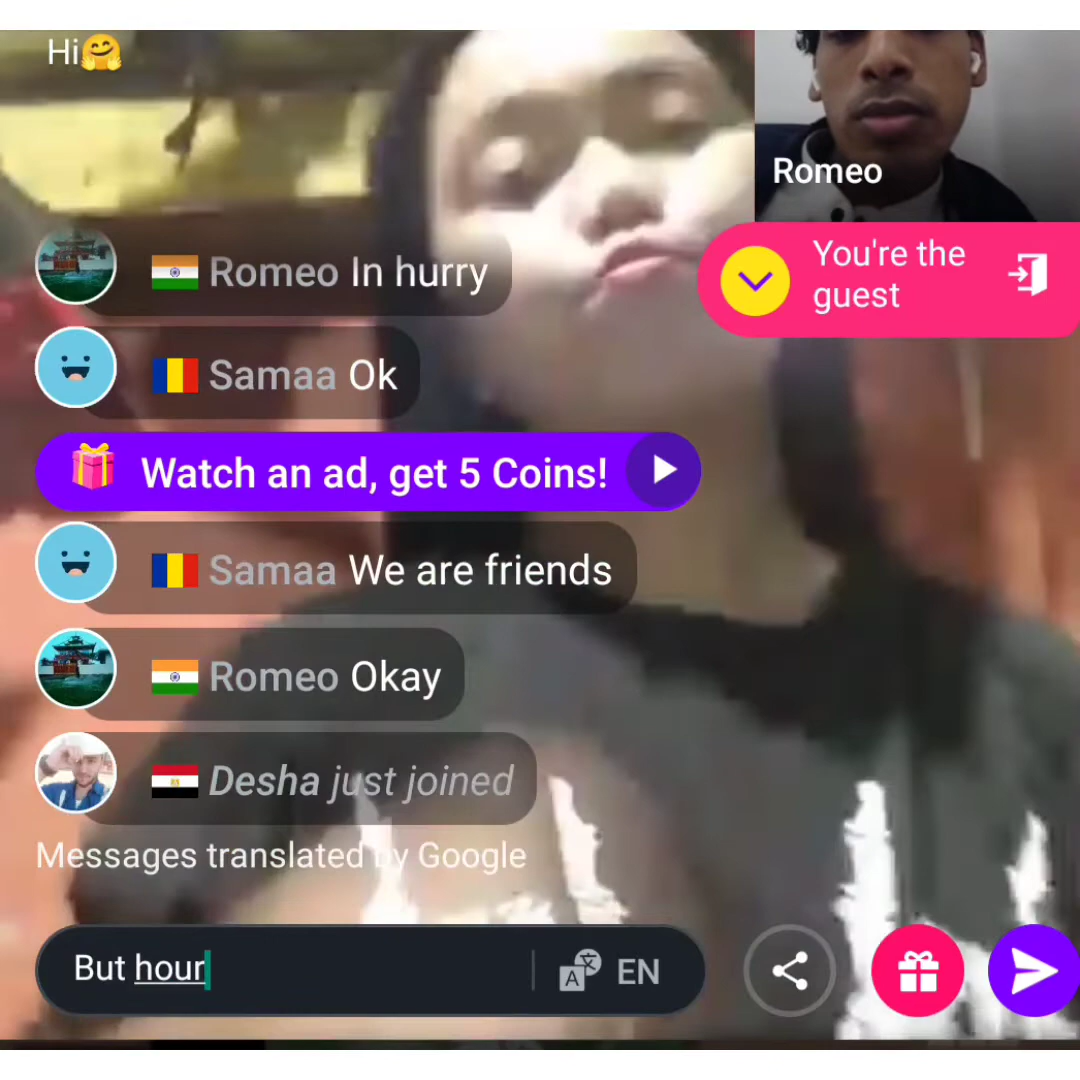 Hi🤗
Romeo
You're the
guest
Romeo In hurry
Samaa Ok
Watch an ad, get 5 Coins!
Samaa We are friends
Romeo Okay
Desha just joined
Messages translated by Google
But hour
EN